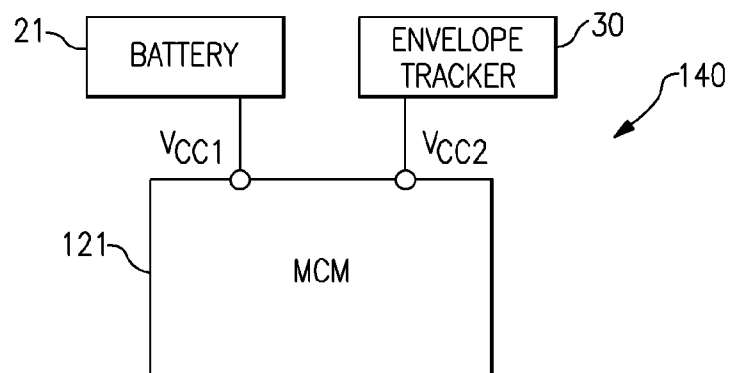 21
BATTERY
ENVELOPE
TRACKER
30
140
VCC1
VCC2
121
MCM